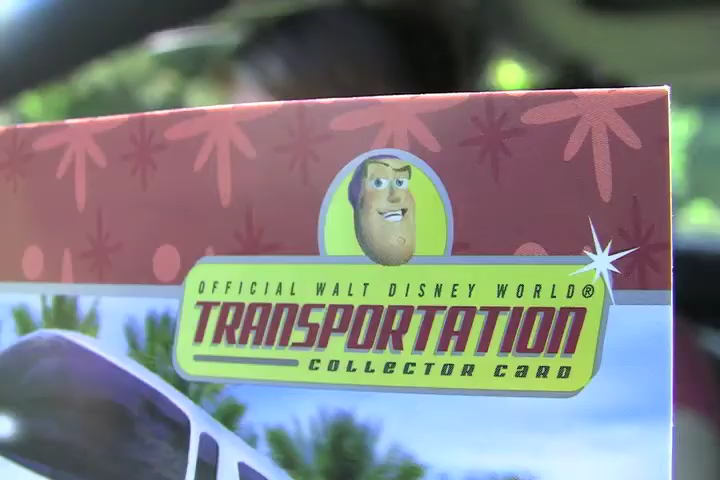 OFFICIAL WALT DISNEY WORLD®
TRANSPORTATION
COLLECTOR CARD